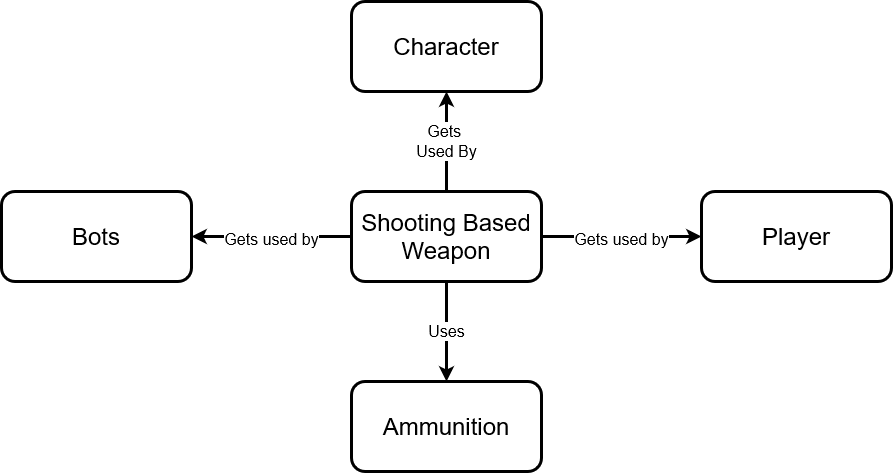 Character
Gets
Used By
Bots
Gets used by
Shooting Based
Weapon
Gets used by
Player
Uses
Ammunition